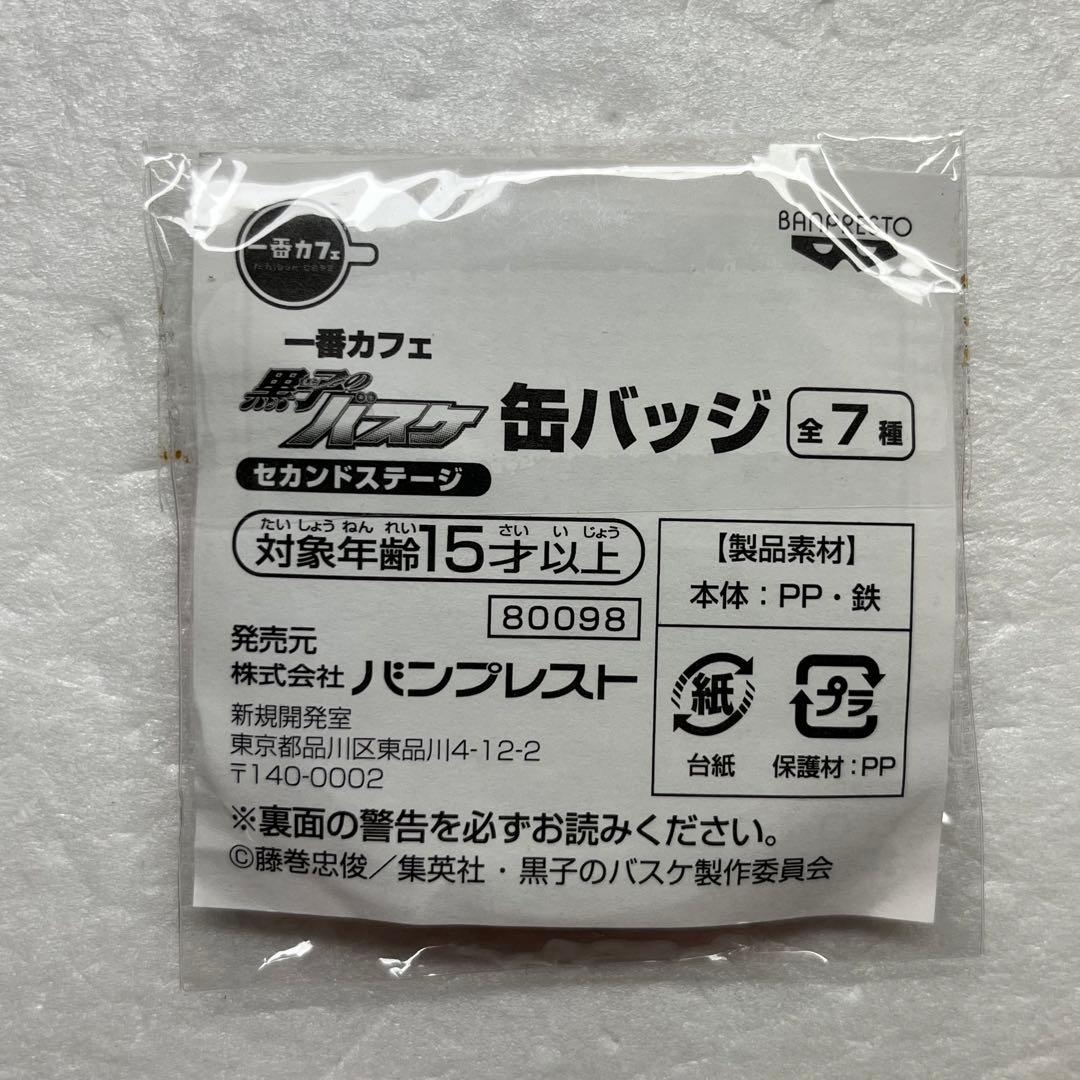 一番カフェ
BANPRESTO
一番カフェ
黒子のバスケ
缶バッジ
全7種
セカンドステージ
たいしょうねんれい さいいじょう
対象年齢15才以上
80098
【製品素材】
本体：PP・鉄
発売元
株式会社 バンプレスト
新規開発室
東京都品川区東品川4-12-2
〒140-0002
紙
プラ
台紙
保護材：PP
※裏面の警告を必ずお読みください。
©藤巻忠俊／集英社・黒子のバスケ製作委員会